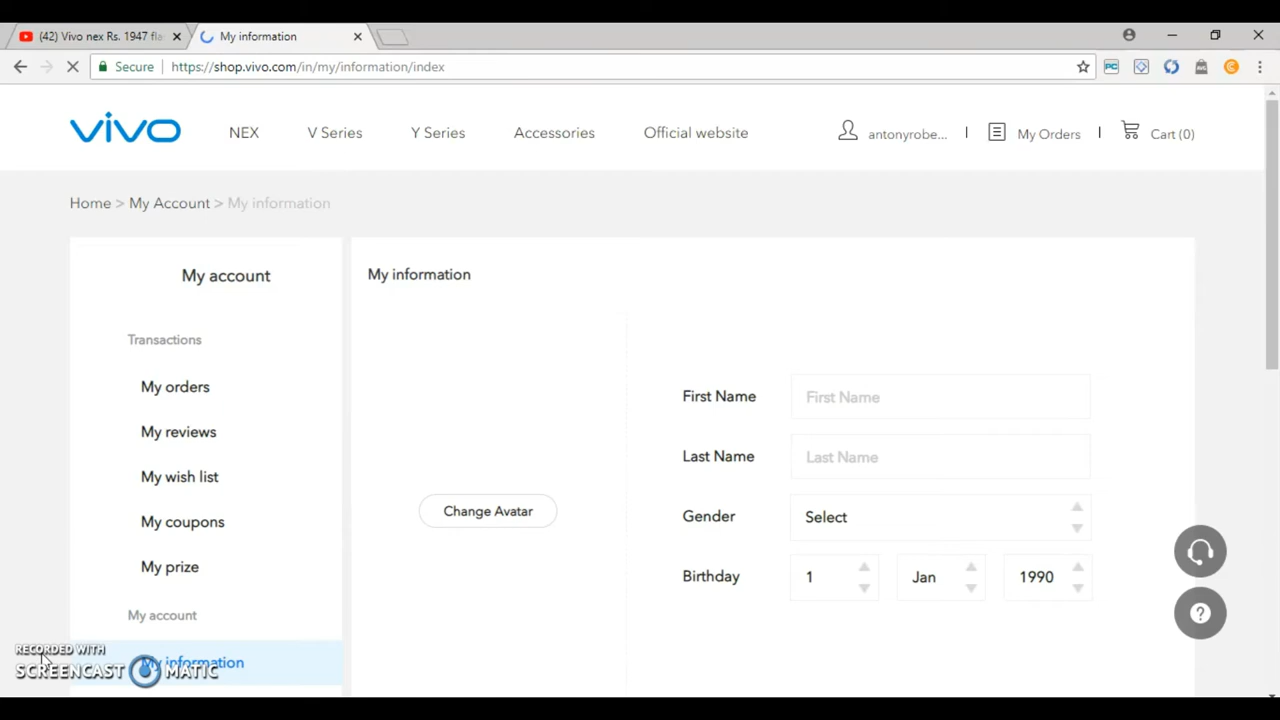 (42) Vivo nex Rs. 1947 fla
My information
Secure
https://shop.vivo.com/in/my/information/index
vivo
NEX
V Series
Y Series
Accessories
Official website
antonyrobe...
My Orders
Cart (0)
Home > My Account > My information
My account
Transactions
My orders
My reviews
My wish list
My coupons
My prize
My account
My information
My information
Change Avatar
First Name
First Name
Last Name
Last Name
Gender
Select
Birthday
1
Jan
1990
RECORDED WITH
SCREENCAST MATIC